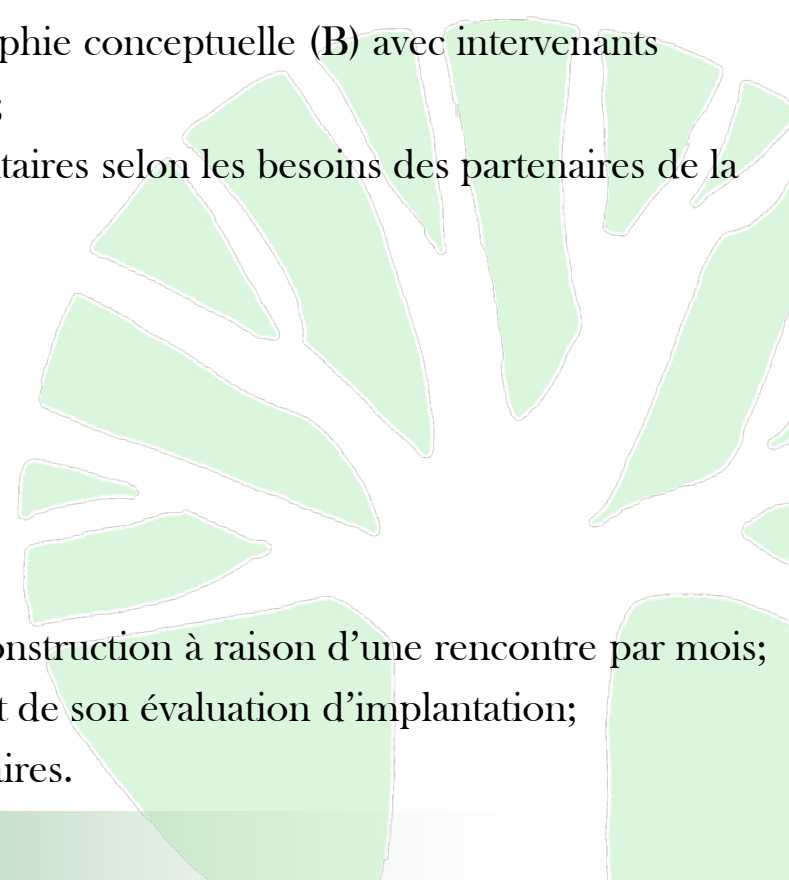 phie conceptuelle (B) avec intervenants
;
taires selon les besoins des partenaires de la
onstruction à raison d’une rencontre par mois;
t de son évaluation d’implantation;
aires.